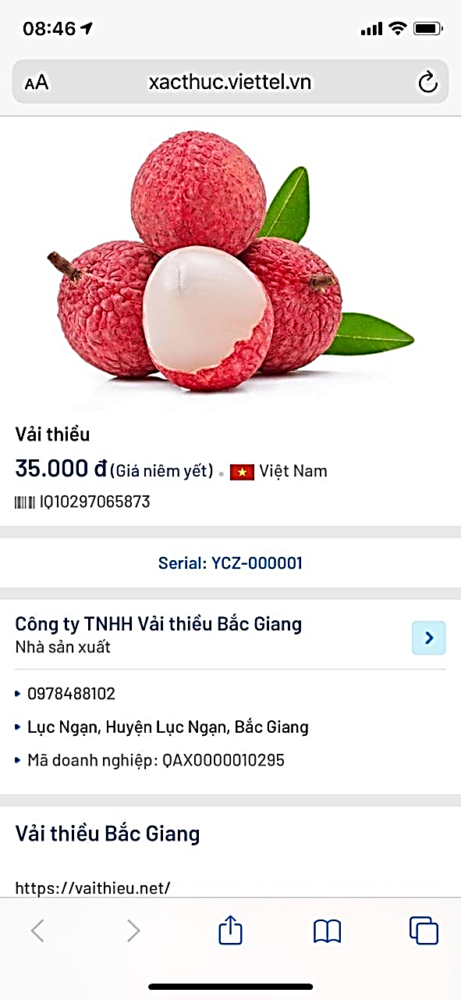 08:46
AA xacthuc.viettel.vn
Vải thiều
35.000 đ (Giá niêm yết) • Việt Nam
IQ10297065873
Serial: YCZ-000001
Công ty TNHH Vải thiều Bắc Giang
Nhà sản xuất
0978488102
Lục Ngạn, Huyện Lục Ngạn, Bắc Giang
Mã doanh nghiệp: QAX0000010295
Vải thiều Bắc Giang
https://vaithieu.net/